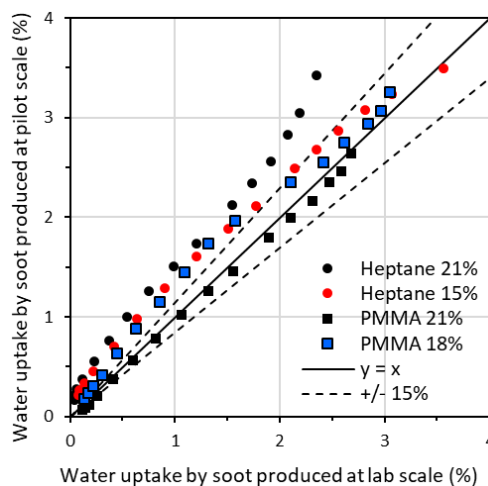 Water uptake by soot produced at pilot scale (%)
4
3
2
1
0
Heptane 21%
Heptane 15%
PMMA 21%
PMMA 18%
y = x
+/- 15%
0 1 2 3 4
Water uptake by soot produced at lab scale (%)